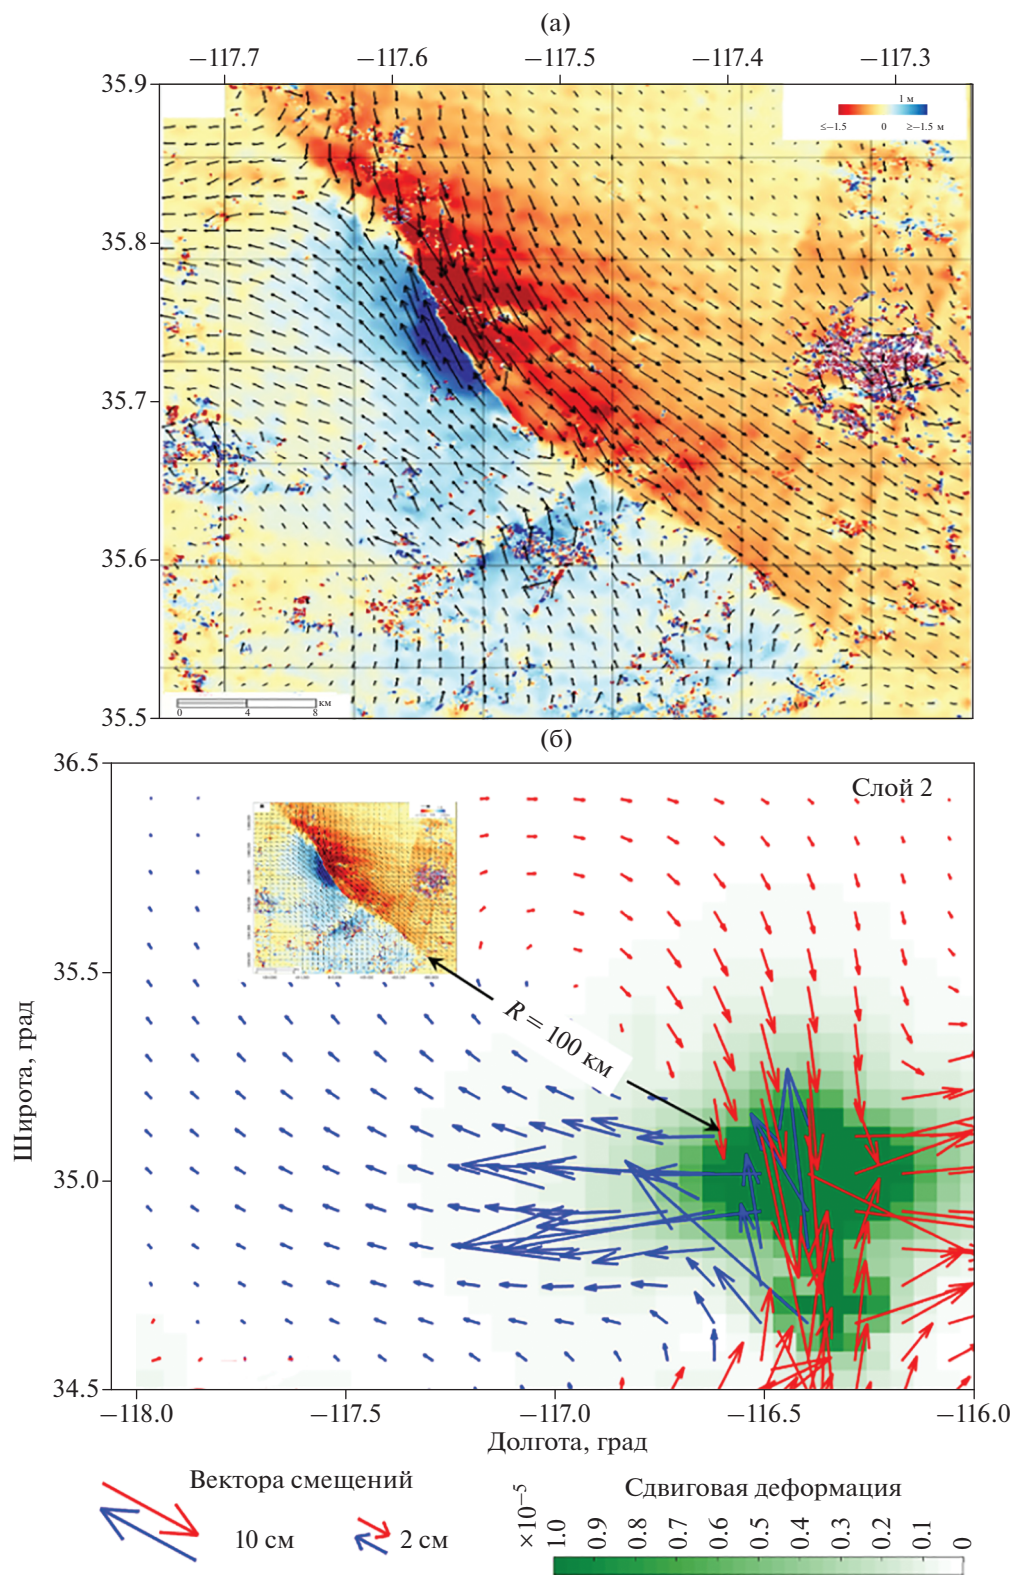 (а)
−117.7 −117.6 −117.5 −117.4 −117.3
35.9
35.8
35.7
35.6
35.5
1 м
≤−1.5 0 ≥−1.5 м
км
0 4 8
(б)
36.5
35.5
35.0
34.5
Широта, град
Слой 2
R = 100 км
−118.0 −117.5 −117.0 −116.5 −116.0
Долгота, град
Вектора смещений
10 см
2 см
Сдвиговая деформация
×10−5
1.0 0.9 0.8 0.7 0.6 0.5 0.4 0.3 0.2 0.1 0